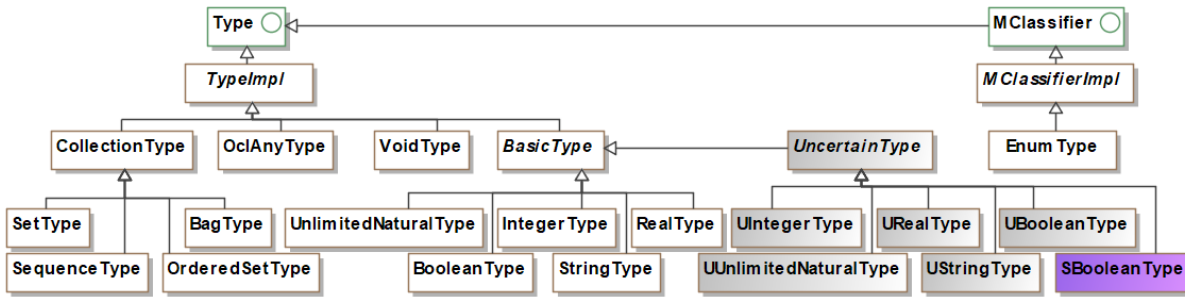 Type
MClassifier
TypeImpl
MClassifierImpl
CollectionType
OclAnyType
VoidType
BasicType
UncertainType
EnumType
SetType
BagType
UnlimitedNaturalType
IntegerType
RealType
UIntegerType
URealType
UBooleanType
SequenceType
OrderedSetType
BooleanType
StringType
UUnlimitedNaturalType
UStringType
SBooleanType